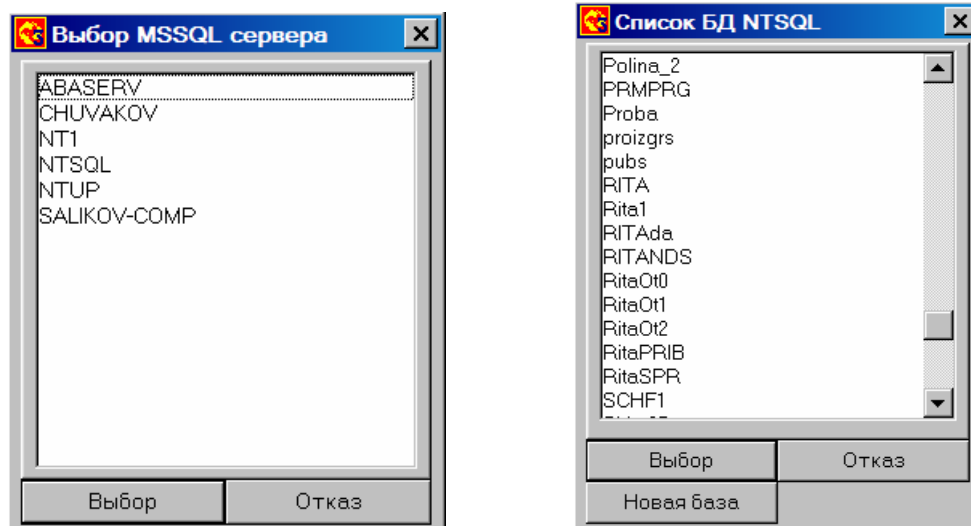 Выбор MSSQL сервера
ABASERV
CHUVAKOV
NT1
NTSQL
NTUP
SALIKOV-COMP
Выбор
Отказ
Список БД NTSQL
Polina_2
PRMPRG
Proba
proizgrs
pubs
RITA
Rita1
RITAda
RITANDS
RitaOt0
RitaOt1
RitaOt2
RitaPRIB
RitaSPR
SCHF1
Выбор
Отказ
Новая база